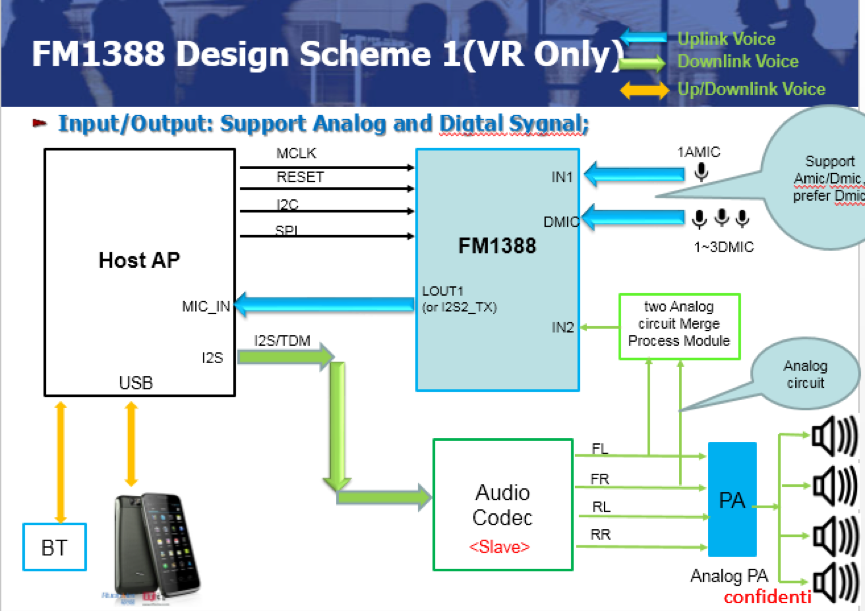 FM1388 Design Scheme 1(VR Only)
Uplink Voice
Downlink Voice
Up/Downlink Voice
Input/Output: Support Analog and Digtal Sygnal;
MCLK
RESET
I2C
SPI
Host AP
MIC_IN
I2S
USB
FM1388
IN1
DMIC
LOUT1
(or I2S2_TX)
IN2
1AMIC
1~3DMIC
Support
Amic/Dmic,
prefer Dmic
two Analog
circuit Merge
Process Module
Analog
circuit
I2S/TDM
Audio
Codec
<Slave>
FL
FR
RL
RR
PA
Analog PA
BT
confidenti